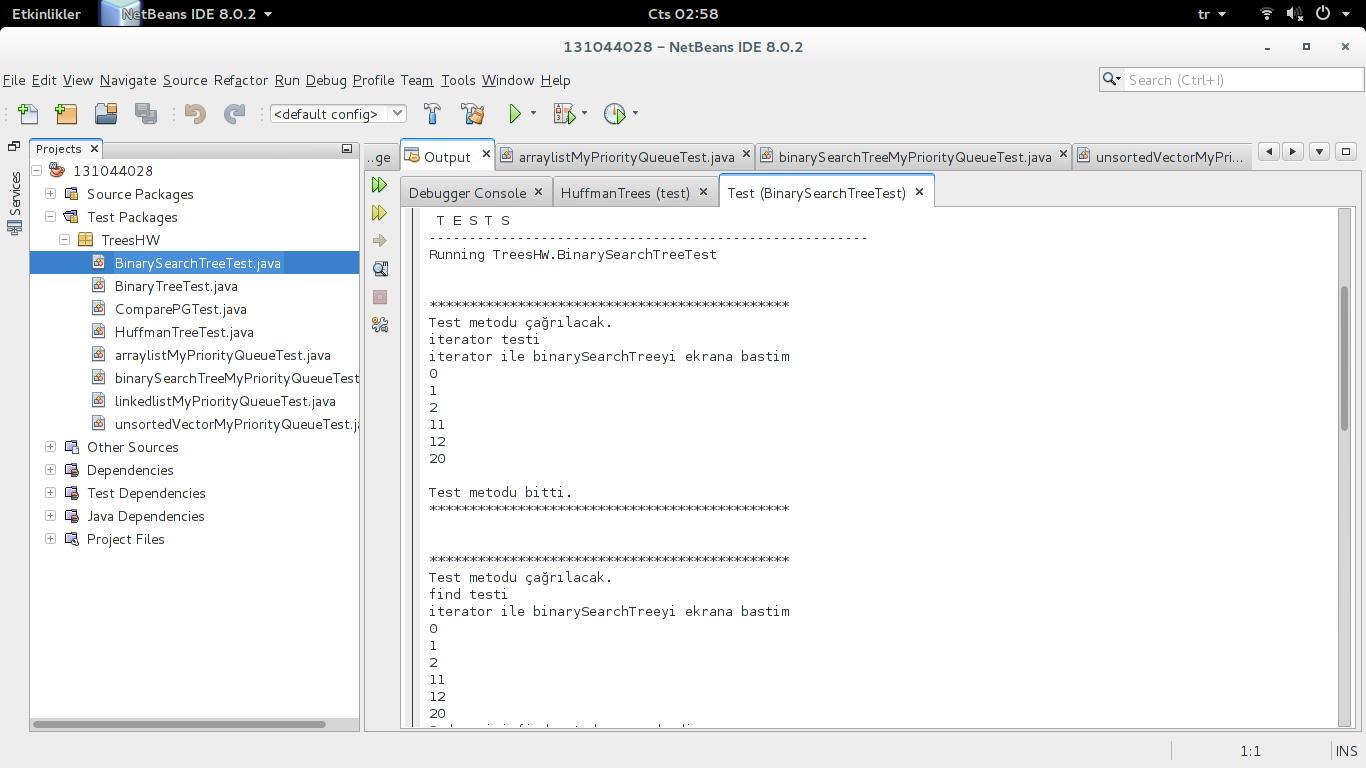 Etkinlikler
NetBeans IDE 8.0.2
Cts 02:58
tr
131044028 – NetBeans IDE 8.0.2
File Edit View Navigate Source Refactor Run Debug Profile Team Tools Window Help
Search (Ctrl+I)
<default config>
Projects
Services
131044028
Source Packages
Test Packages
TreesHW
BinarySearchTreeTest.java
BinaryTreeTest.java
ComparePGTest.java
HuffmanTreeTest.java
arraylistMyPriorityQueueTest.java
binarySearchTreeMyPriorityQueueTest
linkedlistMyPriorityQueueTest.java
unsortedVectorMyPriorityQueueTest.ja
Other Sources
Dependencies
Test Dependencies
Java Dependencies
Project Files
..ge
Output
arraylistMyPriorityQueueTest.java
binarySearchTreeMyPriorityQueueTest.java
unsortedVectorMyPri...
Debugger Console
HuffmanTrees (test)
Test (BinarySearchTreeTest)
T E S T S
-------------------------------------------------------
Running TreesHW.BinarySearchTreeTest
*********************************************
Test metodu çağrılacak.
iterator testi
iterator ile binarySearchTreeyi ekrana bastim
0
1
2
11
12
20
Test metodu bitti.
*********************************************
*********************************************
Test metodu çağrılacak.
find testi
iterator ile binarySearchTreeyi ekrana bastim
0
1
2
11
12
20
1:1
INS